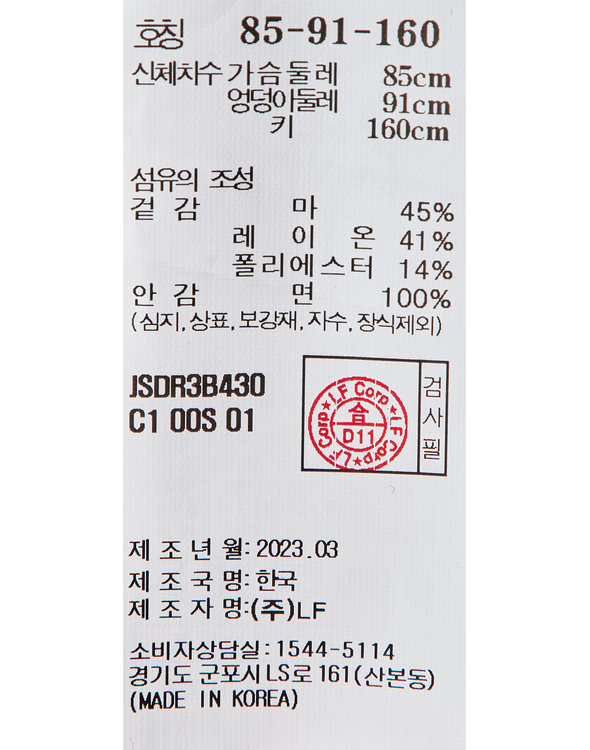 호칭 85-91-160
신체치수 가슴둘레 85cm
엉덩이둘레 91cm
키 160cm
섬유의 조성
겉감 마 45%
레이온 41%
폴리에스터 14%
안감 면 100%
(심지, 상표, 보강재, 자수, 장식제외)
JSDR3B430
C1 00S 01
LF Corp★LF Corp★LF Corp★
合
D11
검사필
제조년월: 2023.03
제조국명: 한국
제조자명:(주)LF
소비자상담실:1544-5114
경기도 군포시 LS로 161(산본동)
(MADE IN KOREA)